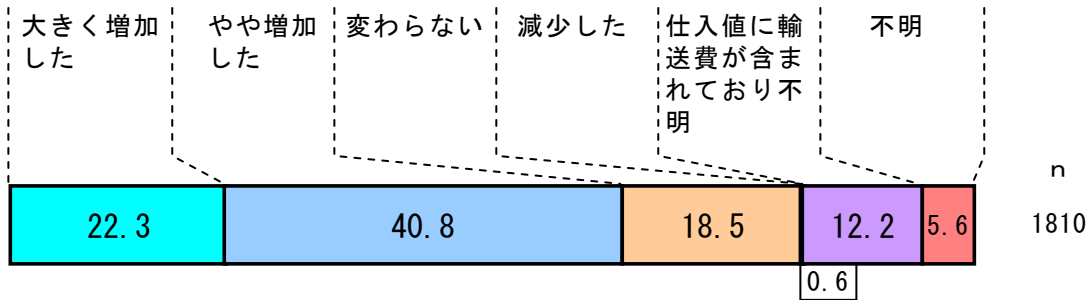 大きく増加
した
やや増加
した
変わらない
減少した
仕入値に輸
送費が含ま
れており不
明
不明
n
22.3
40.8
18.5
12.2
5.6
1810
0.6